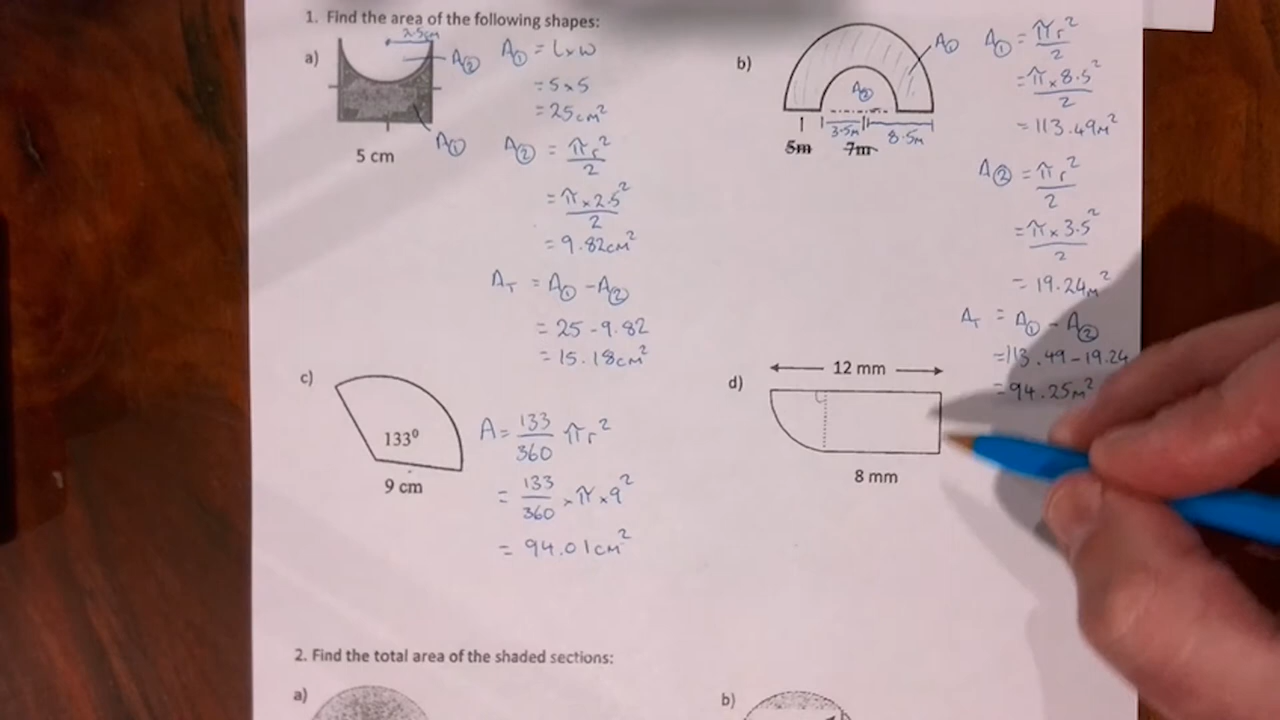 1. Find the area of the following shapes:
a)
2.5cm
A②
A①
5 cm
A① = L×W
= 5×5
= 25cm²
A② = πr²/2
= π×2.5²/2
= 9.82cm²
A_T = A① - A②
= 25 - 9.82
= 15.18cm²
b)
A①
A②
3.5m
8.5m
5m
7m
A① = πr²/2
= π×8.5²/2
= 113.49m²
A② = πr²/2
= π×3.5²/2
= 19.24m²
A_T = A① - A②
= 113.49 - 19.24
= 94.25m²
c)
133⁰
9 cm
A = 133/360 πr²
= 133/360 × π × 9²
= 94.01cm²
d)
12 mm
8 mm
2. Find the total area of the shaded sections:
a)
b)